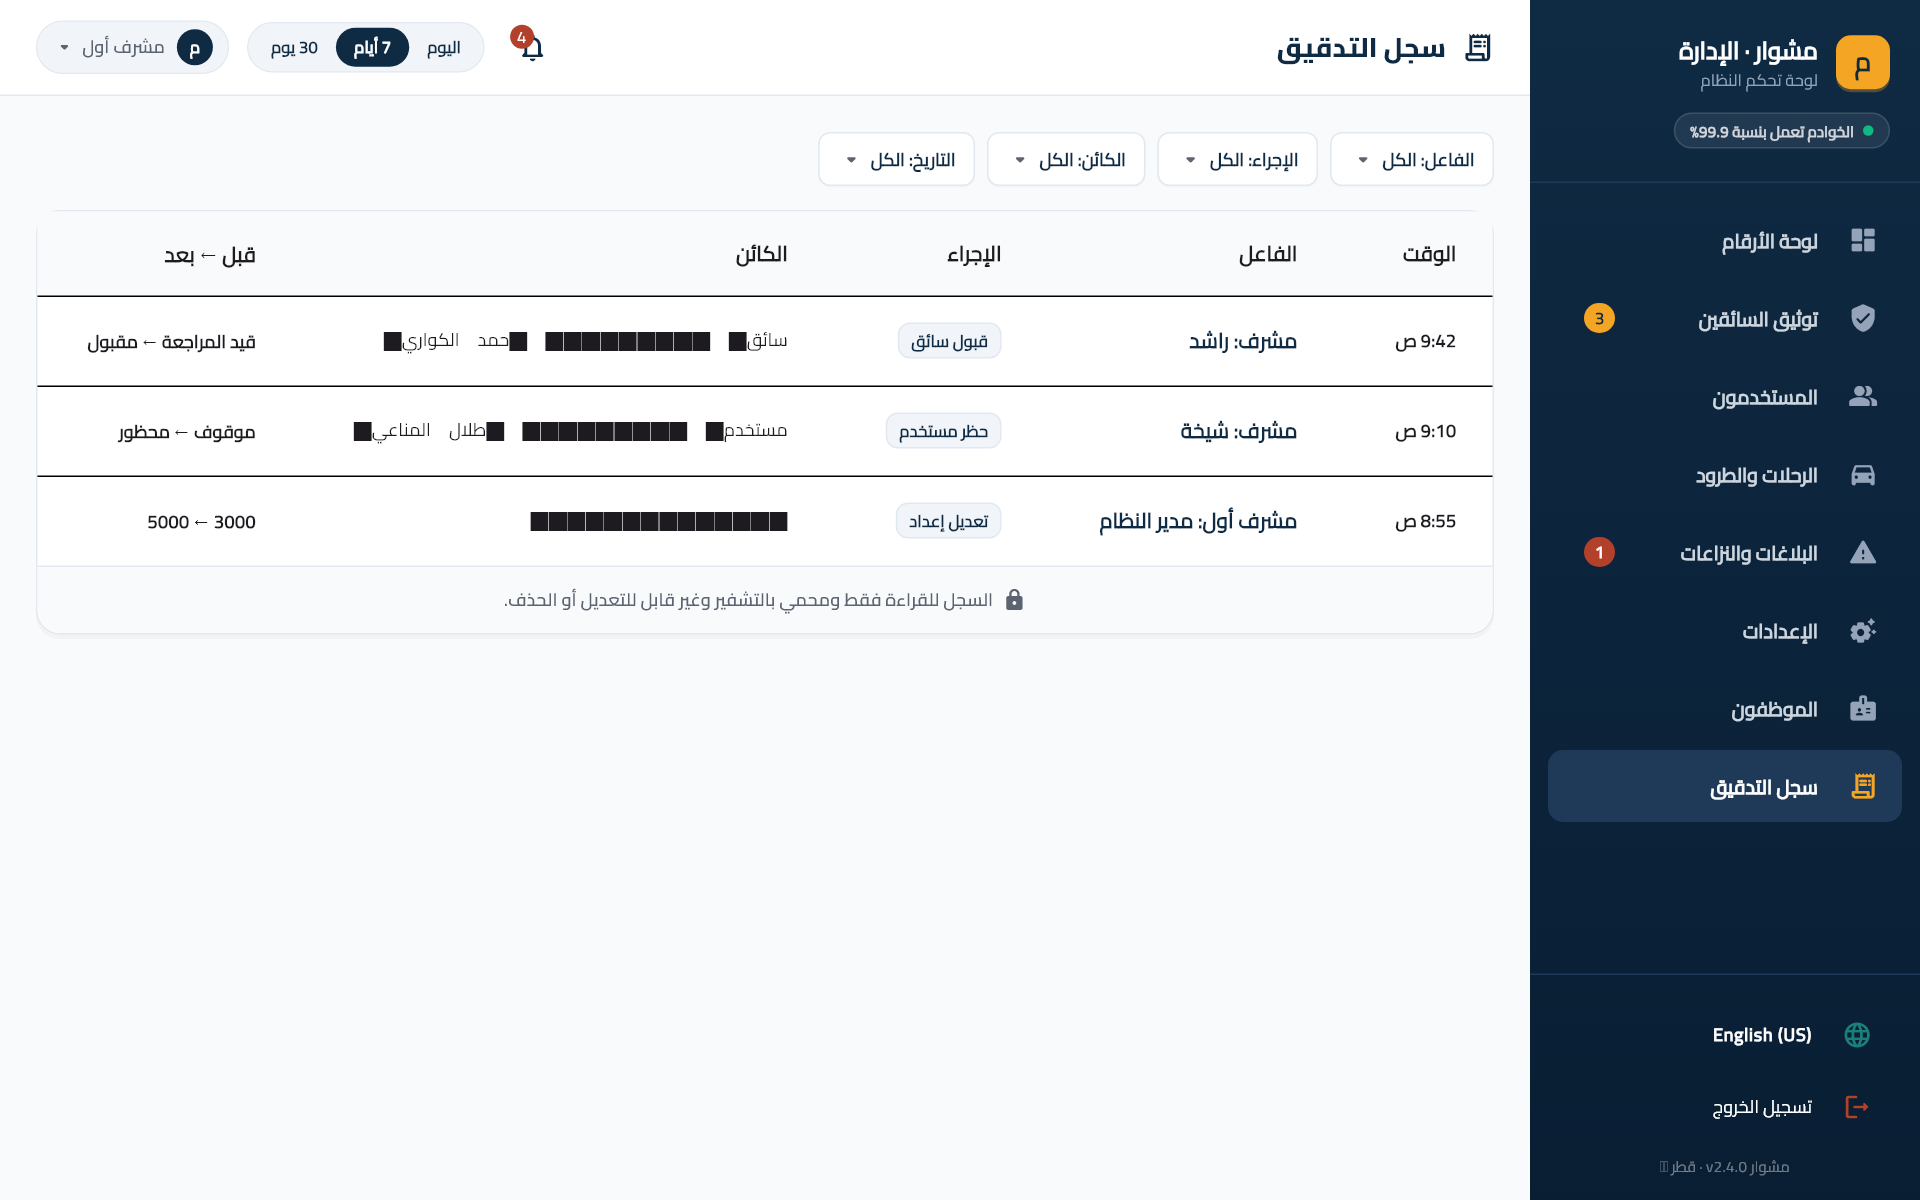 م
مشوار · الإدارة
لوحة تحكم النظام
الخوادم تعمل بنسبة 99.9%
لوحة الأرقام
توثيق السائقين 3
المستخدمون
الرحلات والطرود
البلاغات والنزاعات 1
الإعدادات
الموظفون
سجل التدقيق
English (US)
تسجيل الخروج
مشوار v2.4.0 · قطر
سجل التدقيق
4
اليوم 7 أيام 30 يوم
م مشرف أول
الفاعل: الكل الإجراء: الكل الكائن: الكل التاريخ: الكل
الوقت الفاعل الإجراء الكائن قبل ← بعد
9:42 ص مشرف: راشد قبول سائق سائق حمد الكواري قيد المراجعة ← مقبول
9:10 ص مشرف: شيخة حظر مستخدم مستخدم طلال المناعي موقوف ← محظور
8:55 ص مشرف أول: مدير النظام تعديل إعداد 3000 ← 5000
السجل للقراءة فقط ومحمي بالتشفير وغير قابل للتعديل أو الحذف.